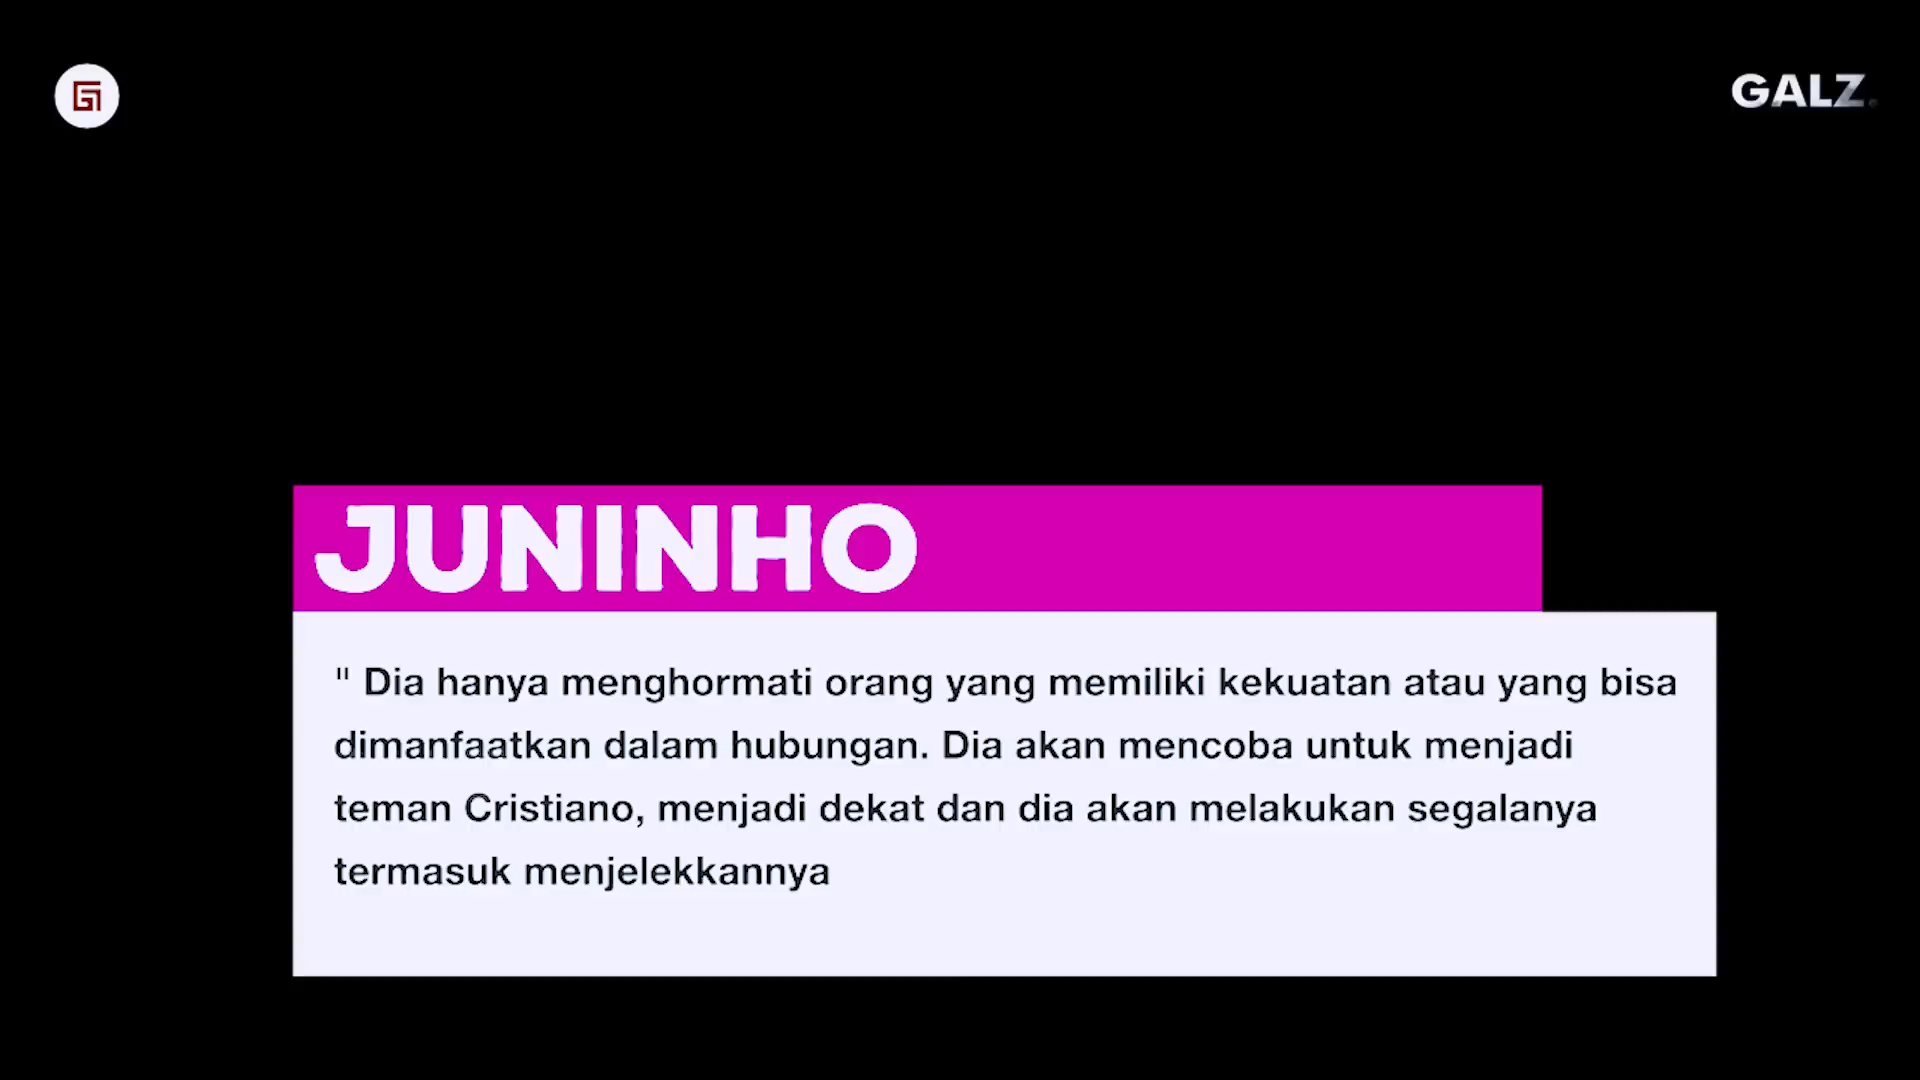 GALZ.
JUNINHO
" Dia hanya menghormati orang yang memiliki kekuatan atau yang bisa
dimanfaatkan dalam hubungan. Dia akan mencoba untuk menjadi
teman Cristiano, menjadi dekat dan dia akan melakukan segalanya
termasuk menjelekkannya